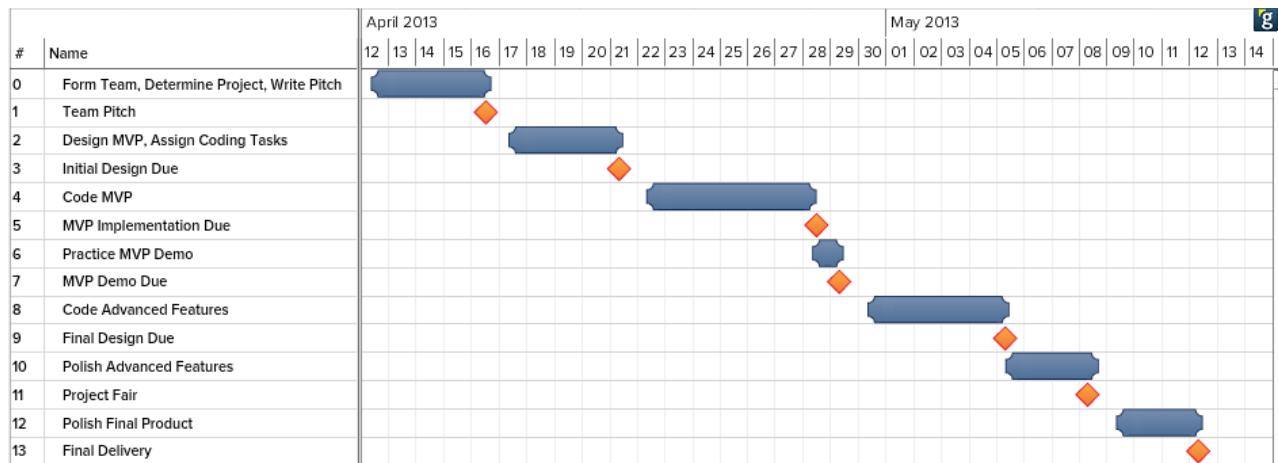 April 2013 May 2013 g
# Name 12 13 14 15 16 17 18 19 20 21 22 23 24 25 26 27 28 29 30 01 02 03 04 05 06 07 08 09 10 11 12 13 14
0 Form Team, Determine Project, Write Pitch
1 Team Pitch
2 Design MVP, Assign Coding Tasks
3 Initial Design Due
4 Code MVP
5 MVP Implementation Due
6 Practice MVP Demo
7 MVP Demo Due
8 Code Advanced Features
9 Final Design Due
10 Polish Advanced Features
11 Project Fair
12 Polish Final Product
13 Final Delivery